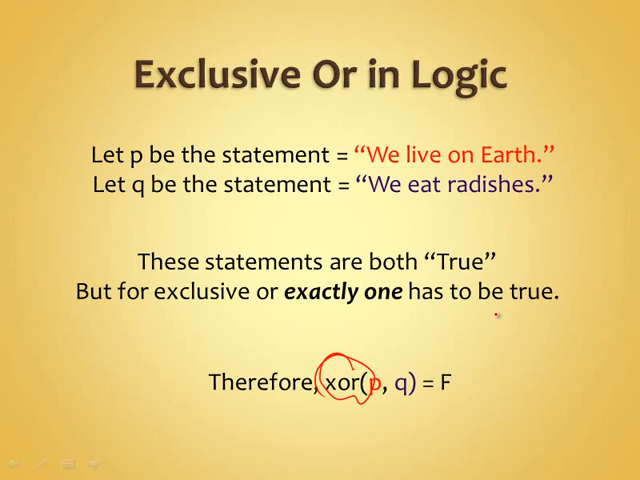 Exclusive Or in Logic
Let p be the statement = “We live on Earth.”
Let q be the statement = “We eat radishes.”
These statements are both “True”
But for exclusive or exactly one has to be true.
Therefore, xor(p, q) = F